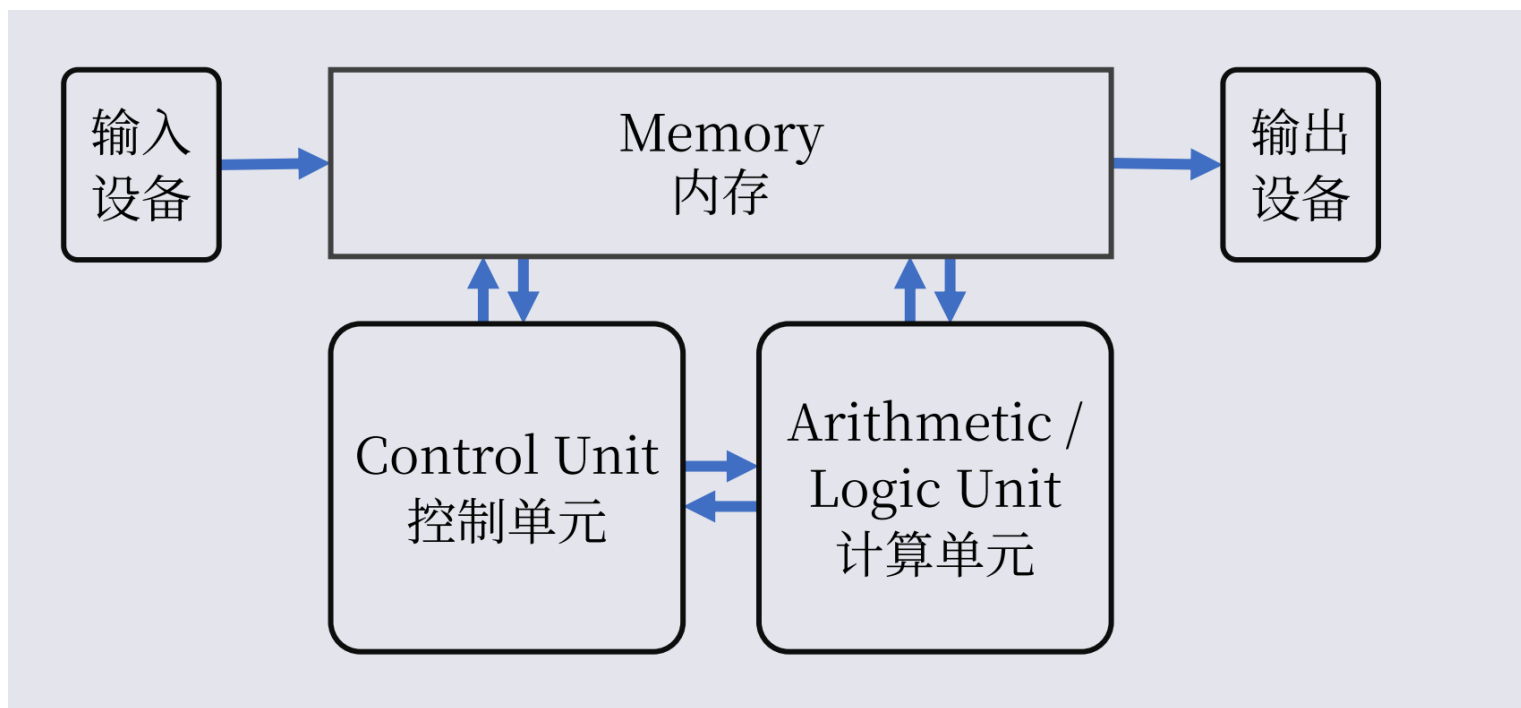 输入
设备
Memory
内存
输出
设备
Control Unit
控制单元
Arithmetic /
Logic Unit
计算单元